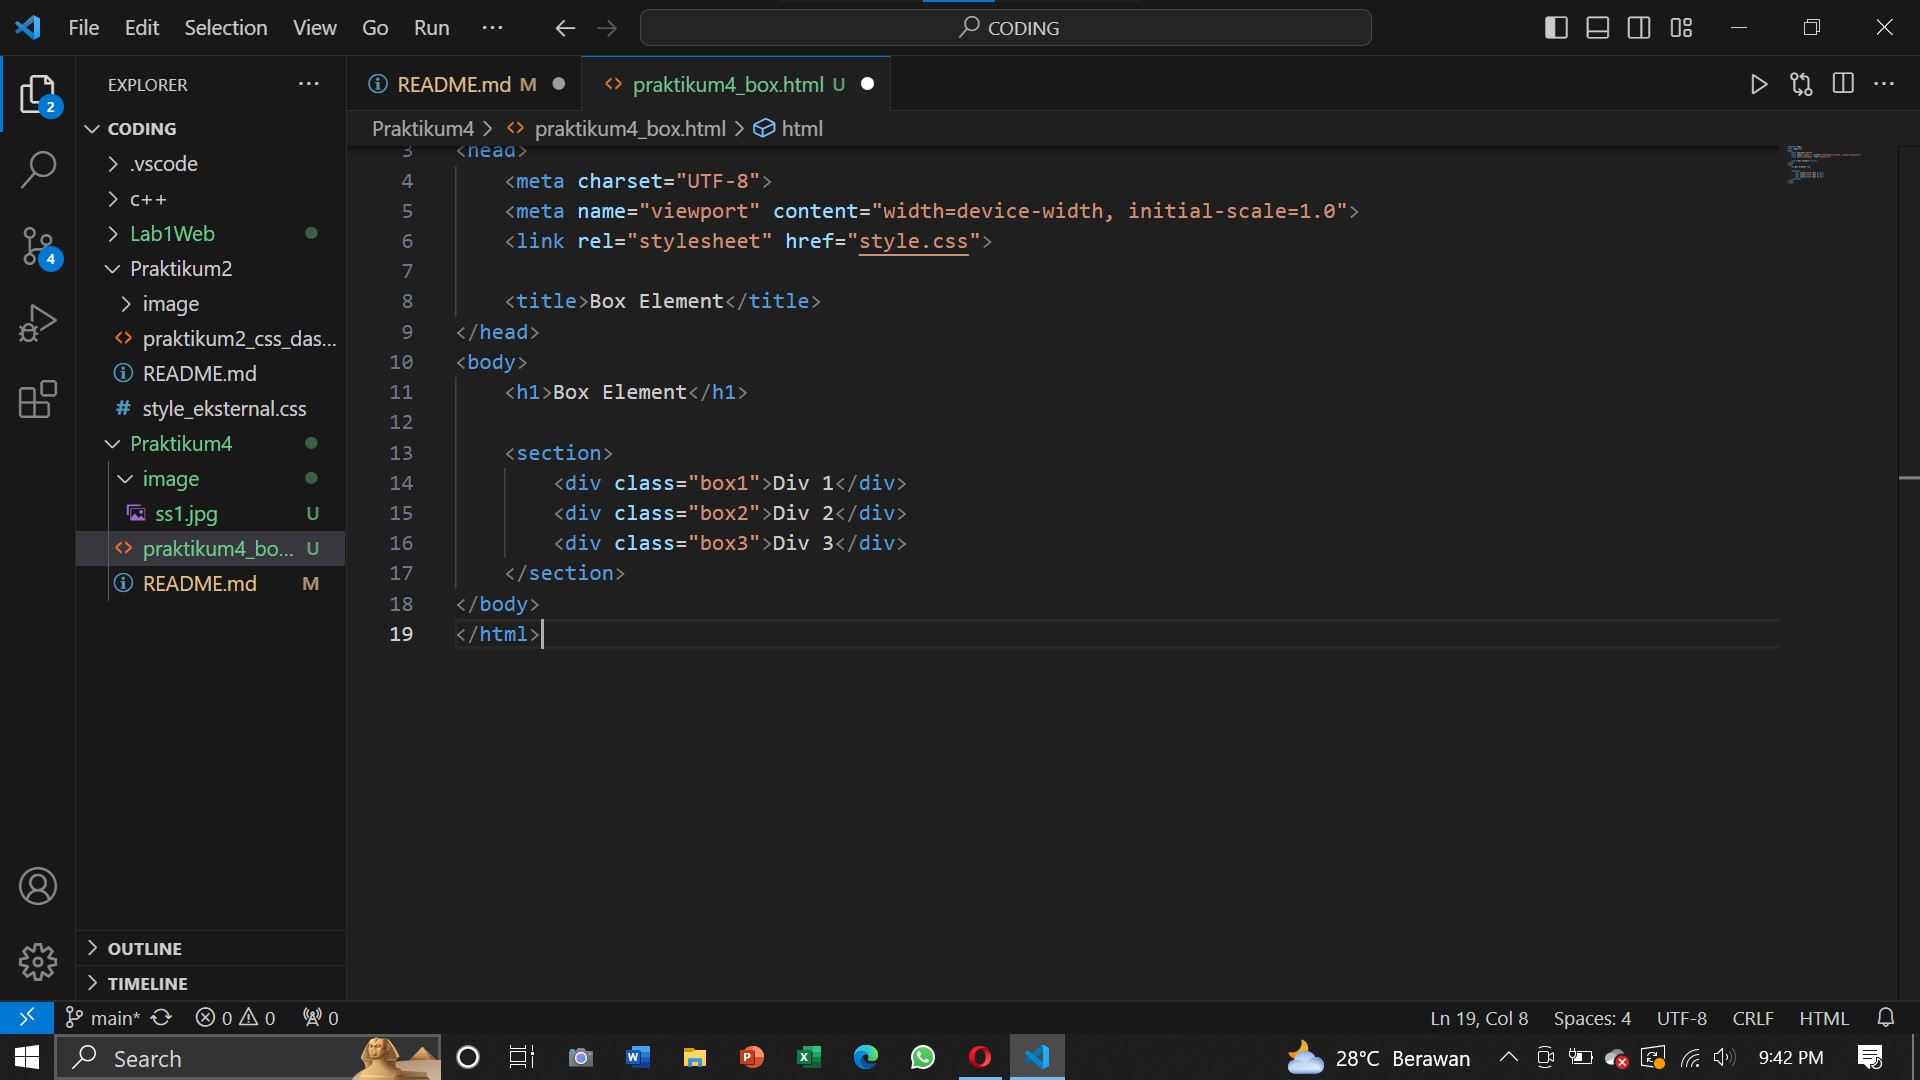 File Edit Selection View Go Run ··· CODING
EXPLORER ···
README.md M
praktikum4_box.html U
Praktikum4 > praktikum4_box.html > html
2
4
CODING
.vscode
c++
Lab1Web
Praktikum2
image
praktikum2_css_das...
README.md
style_eksternal.css
Praktikum4
image
ss1.jpg U
praktikum4_bo... U
README.md M
OUTLINE
TIMELINE
3 <head>
4 <meta charset="UTF-8">
5 <meta name="viewport" content="width=device-width, initial-scale=1.0">
6 <link rel="stylesheet" href="style.css">
7
8 <title>Box Element</title>
9 </head>
10 <body>
11 <h1>Box Element</h1>
12
13 <section>
14 <div class="box1">Div 1</div>
15 <div class="box2">Div 2</div>
16 <div class="box3">Div 3</div>
17 </section>
18 </body>
19 </html>
main* 0 0 0 Ln 19, Col 8 Spaces: 4 UTF-8 CRLF HTML
Search 28°C Berawan 9:42 PM